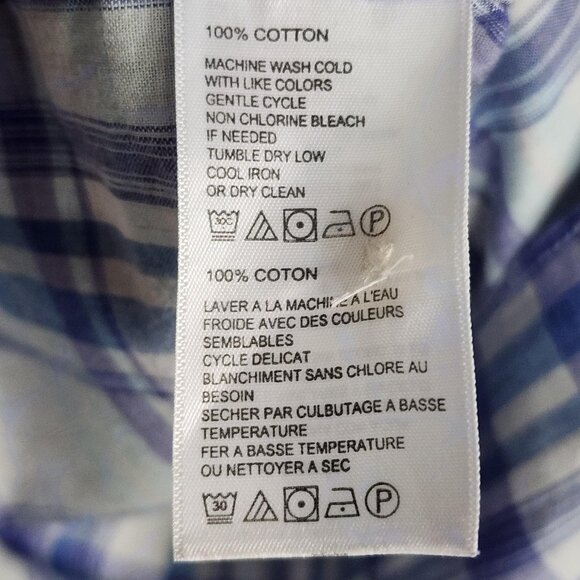 100% COTTON
MACHINE WASH COLD
WITH LIKE COLORS
GENTLE CYCLE
NON CHLORINE BLEACH
IF NEEDED
TUMBLE DRY LOW
COOL IRON
OR DRY CLEAN
30C P
100% COTON
LAVER A LA MACHINE A L'EAU
FROIDE AVEC DES COULEURS
SEMBLABLES
CYCLE DELICAT
BLANCHIMENT SANS CHLORE AU
BESOIN
SECHER PAR CULBUTAGE A BASSE
TEMPERATURE
FER A BASSE TEMPERATURE
OU NETTOYER A SEC
30 P